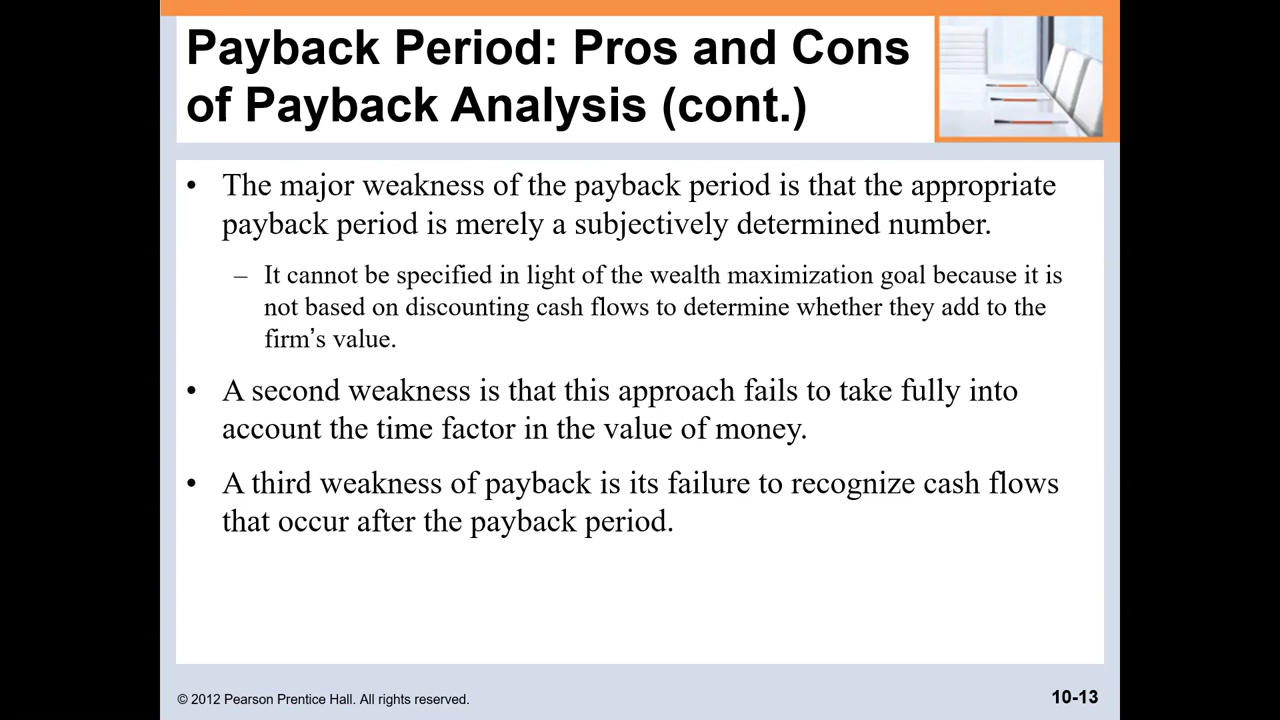 Payback Period: Pros and Cons
of Payback Analysis (cont.)
• The major weakness of the payback period is that the appropriate
payback period is merely a subjectively determined number.
– It cannot be specified in light of the wealth maximization goal because it is
not based on discounting cash flows to determine whether they add to the
firm’s value.
• A second weakness is that this approach fails to take fully into
account the time factor in the value of money.
• A third weakness of payback is its failure to recognize cash flows
that occur after the payback period.
© 2012 Pearson Prentice Hall. All rights reserved.
10-13